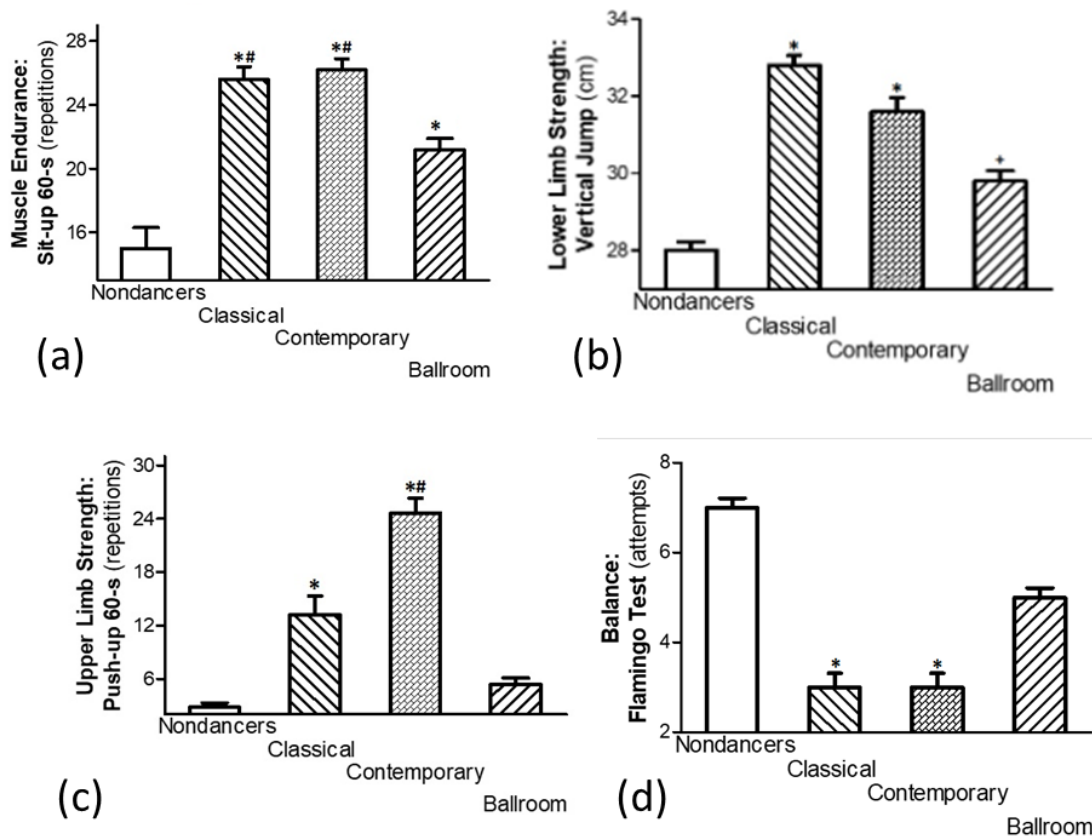 Muscle Endurance:
Sit-up 60-s (repetitions)
28
24
20
16
*#
*#
*
Nondancers
Classical
Contemporary
Ballroom
(a)
Lower Limb Strength:
Vertical Jump (cm)
34
32
30
28
*
*
+
Nondancers
Classical
Contemporary
Ballroom
(b)
Upper Limb Strength:
Push-up 60-s (repetitions)
30
24
18
12
6
*
*#
Nondancers
Classical
Contemporary
Ballroom
(c)
Balance:
Flamingo Test (attempts)
8
6
4
2
*
*
Nondancers
Classical
Contemporary
Ballroom
(d)